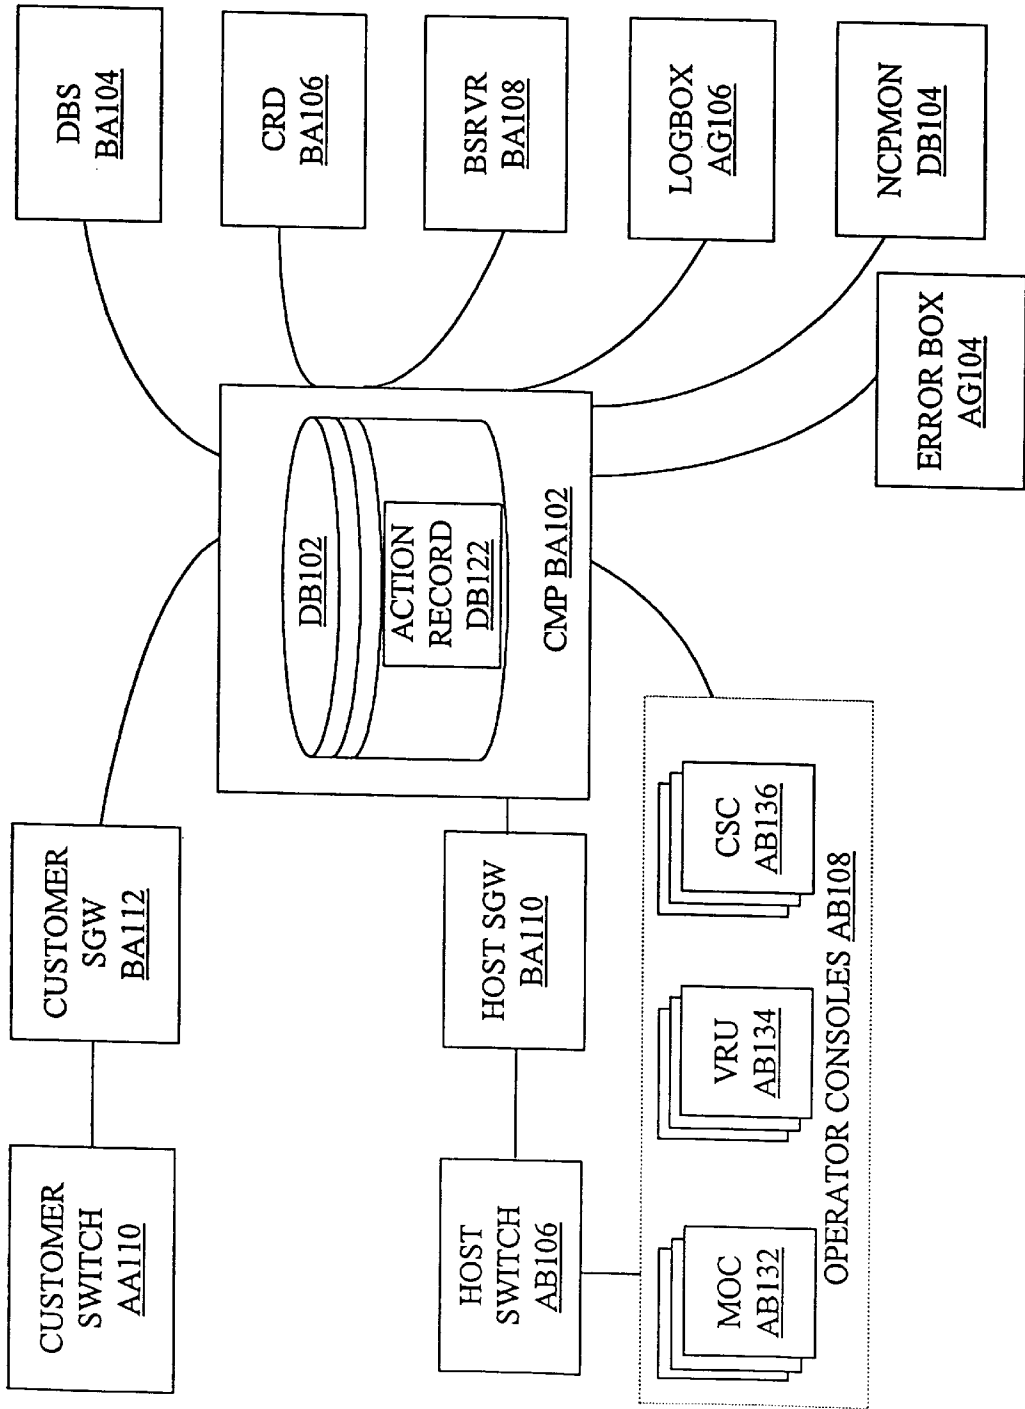 CUSTOMER
SWITCH
AA110
CUSTOMER
SGW
BA112
DBS
BA104
CRD
BA106
BSRVR
BA108
LOGBOX
AG106
NCPMON
DB104
ERROR BOX
AG104
DB102
ACTION
RECORD
DB122
CMP BA102
HOST
SWITCH
AB106
HOST SGW
BA110
MOC
AB132
VRU
AB134
CSC
AB136
OPERATOR CONSOLES AB108